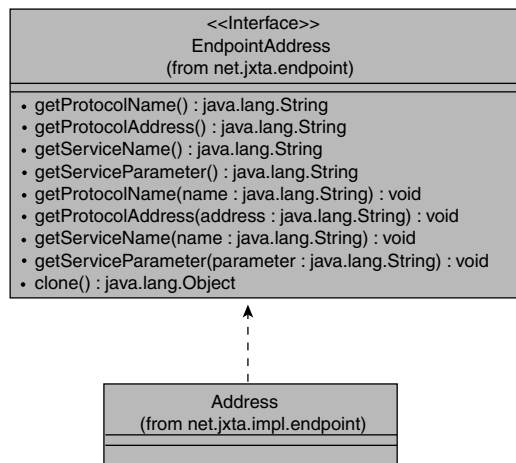 <<Interface>>
EndpointAddress
(from net.jxta.endpoint)
• getProtocolName() : java.lang.String
• getProtocolAddress() : java.lang.String
• getServiceName() : java.lang.String
• getServiceParameter() : java.lang.String
• getProtocolName(name : java.lang.String) : void
• getProtocolAddress(address : java.lang.String) : void
• getServiceName(name : java.lang.String) : void
• getServiceParameter(parameter : java.lang.String) : void
• clone() : java.lang.Object
Address
(from net.jxta.impl.endpoint)